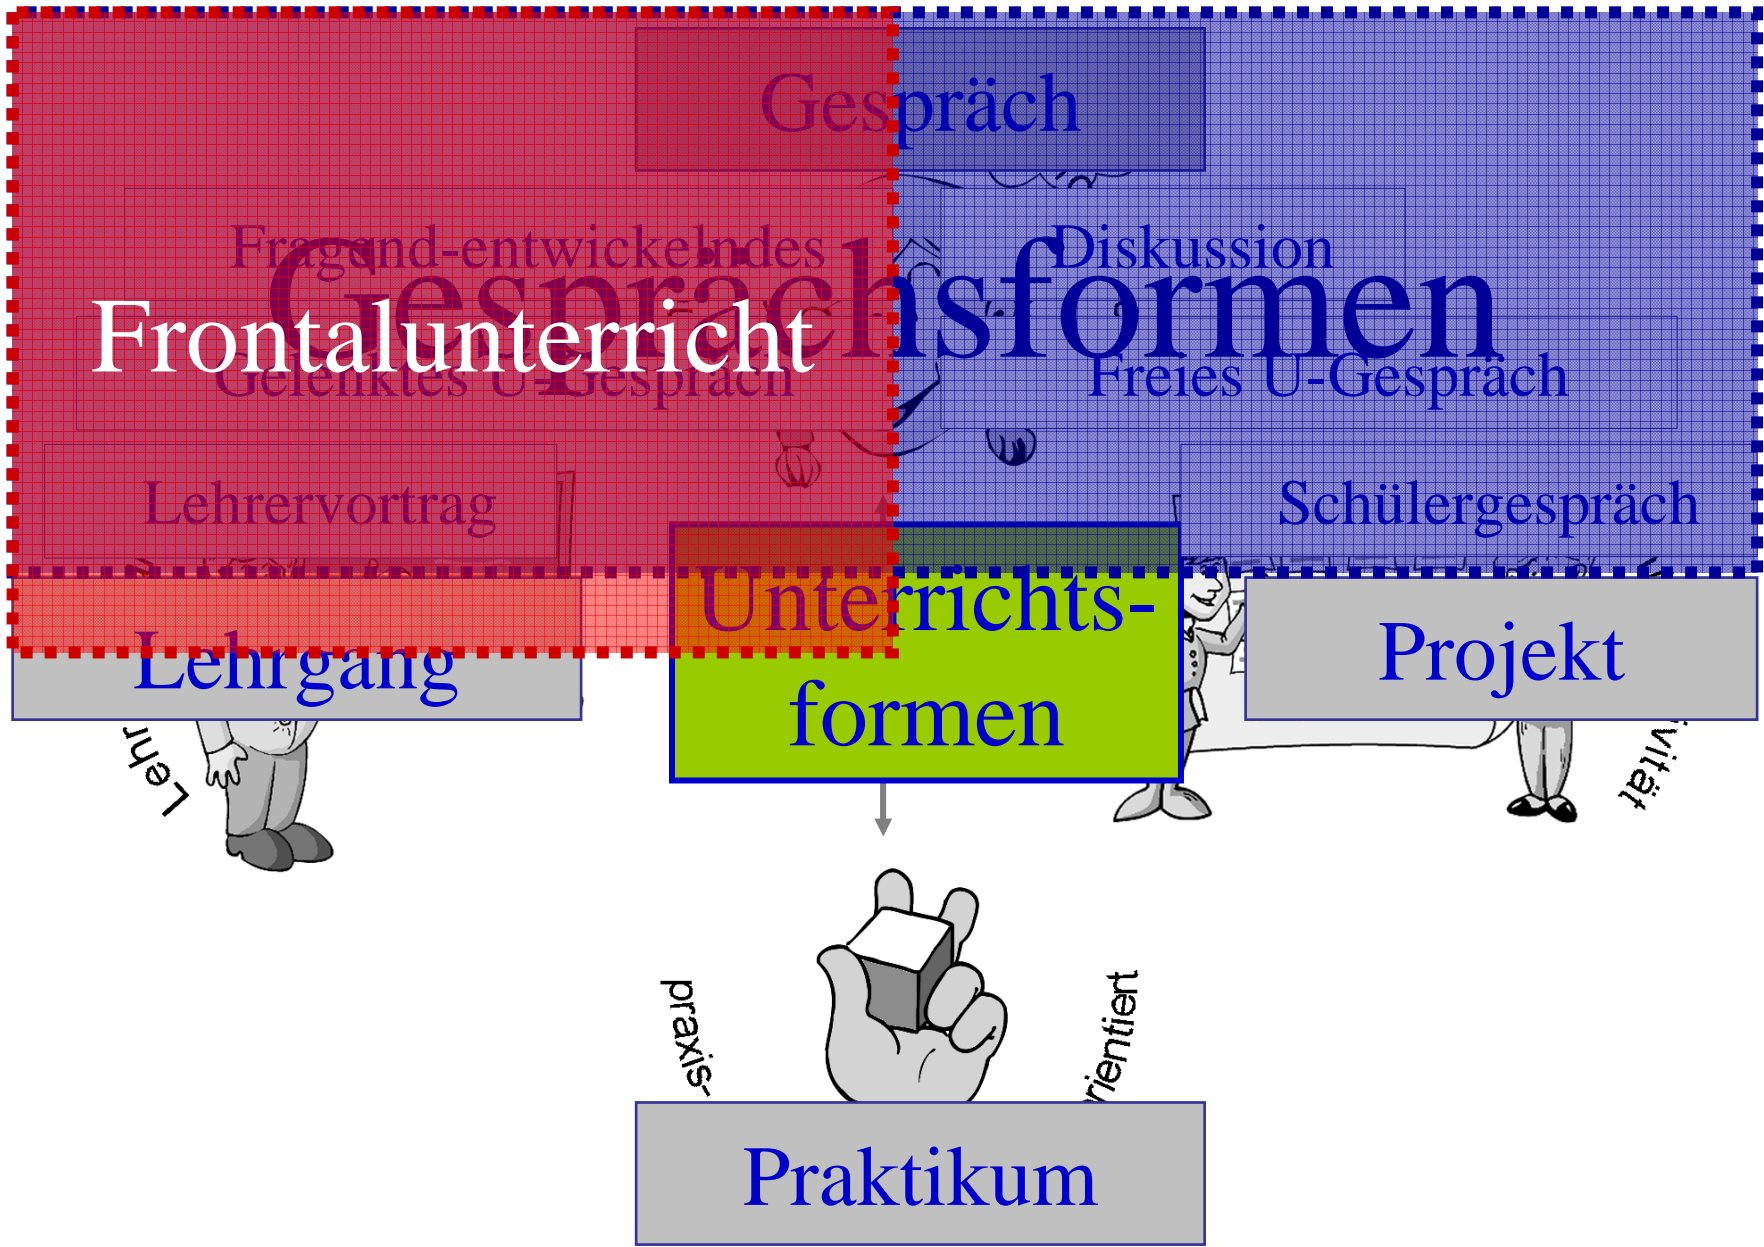 Gespräch
Fragend-entwickelndes
Diskussion
Gesprächsformen
Frontalunterricht
Gelenktes U-Gespräch
Freies U-Gespräch
Lehrervortrag
Schülergespräch
Unterrichts-
formen
Lehrgang
Projekt
Lehr
vität
praxis-
rientiert
Praktikum